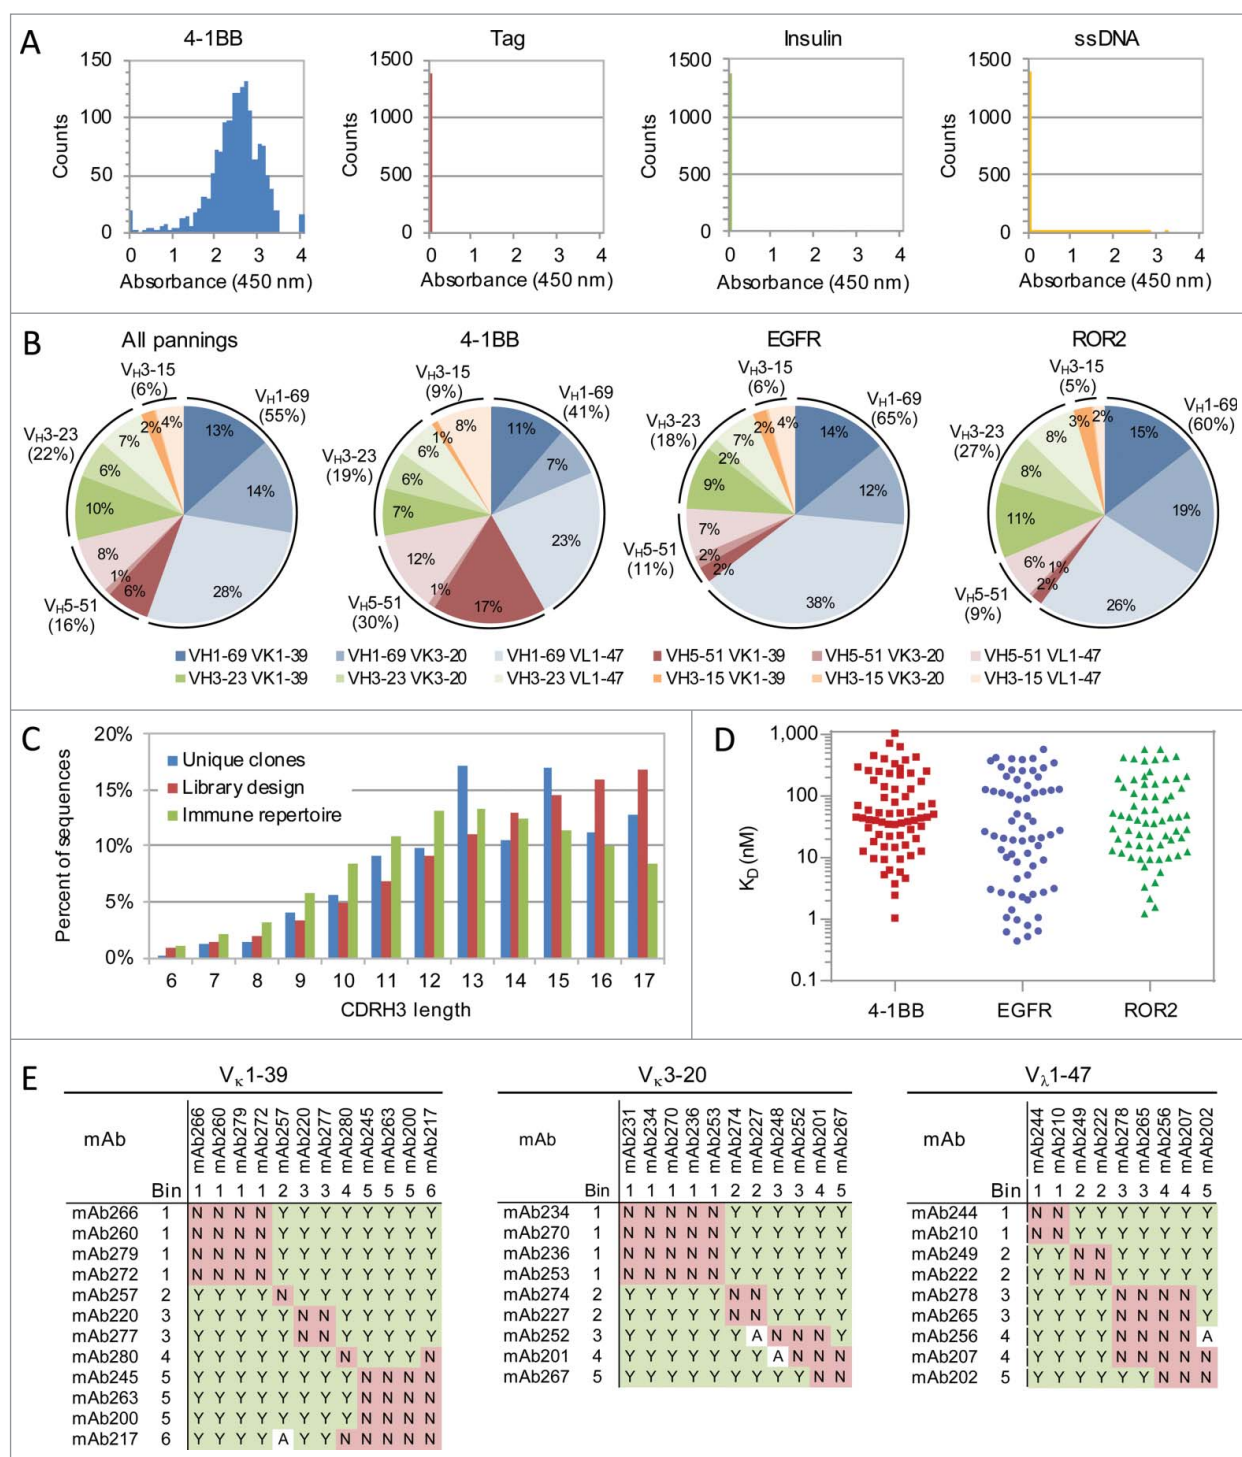 A
4-1BB
Tag
Insulin
ssDNA
150
100
50
0
Counts
0 1 2 3 4
Absorbance (450 nm)
1500
1000
500
0
Counts
0 1 2 3 4
Absorbance (450 nm)
1500
1000
500
0
Counts
0 1 2 3 4
Absorbance (450 nm)
1500
1000
500
0
Counts
0 1 2 3 4
Absorbance (450 nm)
B
All pannings
VH3-15
(6%)
VH1-69
(55%)
VH3-23
(22%)
VH5-51
(16%)
13%
14%
28%
6%
1%
8%
10%
6%
7%
2%
4%
4-1BB
VH3-15
(9%)
VH1-69
(41%)
VH3-23
(19%)
VH5-51
(30%)
11%
7%
23%
17%
1%
12%
7%
6%
6%
1%
8%
EGFR
VH3-15
(6%)
VH1-69
(65%)
VH3-23
(18%)
VH5-51
(11%)
14%
12%
38%
2%
2%
7%
9%
2%
7%
2%
4%
ROR2
VH3-15
(5%)
VH1-69
(60%)
VH3-23
(27%)
VH5-51
(9%)
15%
19%
26%
2%
1%
6%
11%
8%
8%
3%
2%
VH1-69 VK1-39 VH1-69 VK3-20 VH1-69 VL1-47 VH5-51 VK1-39 VH5-51 VK3-20 VH5-51 VL1-47
VH3-23 VK1-39 VH3-23 VK3-20 VH3-23 VL1-47 VH3-15 VK1-39 VH3-15 VK3-20 VH3-15 VL1-47
C
Percent of sequences
20%
15%
10%
5%
0%
Unique clones
Library design
Immune repertoire
6 7 8 9 10 11 12 13 14 15 16 17
CDRH3 length
D
KD (nM)
1,000
100
10
1
0.1
4-1BB EGFR ROR2
E
Vκ1-39
mAb mAb266 mAb260 mAb279 mAb272 mAb257 mAb220 mAb277 mAb280 mAb245 mAb263 mAb200 mAb217
Bin 1 1 1 1 2 3 3 4 5 5 5 6
mAb266 1 N N N N Y Y Y Y Y Y Y Y
mAb260 1 N N N N Y Y Y Y Y Y Y Y
mAb279 1 N N N N Y Y Y Y Y Y Y Y
mAb272 1 N N N N Y Y Y Y Y Y Y Y
mAb257 2 Y Y Y Y N Y Y Y Y Y Y Y
mAb220 3 Y Y Y Y Y N N Y Y Y Y Y
mAb277 3 Y Y Y Y Y N N Y Y Y Y Y
mAb280 4 Y Y Y Y Y Y Y N Y Y Y N
mAb245 5 Y Y Y Y Y Y Y Y N N N N
mAb263 5 Y Y Y Y Y Y Y Y N N N N
mAb200 5 Y Y Y Y Y Y Y Y N N N N
mAb217 6 Y Y Y Y A Y Y N N N N N
Vκ3-20
mAb mAb231 mAb234 mAb270 mAb236 mAb253 mAb274 mAb227 mAb248 mAb252 mAb201 mAb267
Bin 1 1 1 1 1 2 2 3 3 4 5
mAb234 1 N N N N N Y Y Y Y Y Y
mAb270 1 N N N N N Y Y Y Y Y Y
mAb236 1 N N N N N Y Y Y Y Y Y
mAb253 1 N N N N N Y Y Y Y Y Y
mAb274 2 Y Y Y Y Y N N Y Y Y Y
mAb227 2 Y Y Y Y Y N N Y Y Y Y
mAb252 3 Y Y Y Y Y Y A N N N Y
mAb201 4 Y Y Y Y Y Y Y A N N N
mAb267 5 Y Y Y Y Y Y Y Y Y N N
Vλ1-47
mAb mAb244 mAb210 mAb249 mAb222 mAb278 mAb265 mAb256 mAb207 mAb202
Bin 1 1 2 2 3 3 4 4 5
mAb244 1 N N Y Y Y Y Y Y Y
mAb210 1 N N Y Y Y Y Y Y Y
mAb249 2 Y Y N N Y Y Y Y Y
mAb222 2 Y Y N N Y Y Y Y Y
mAb278 3 Y Y Y Y N N N N Y
mAb265 3 Y Y Y Y N N N N Y
mAb256 4 Y Y Y Y N N N N A
mAb207 4 Y Y Y Y N N N N N
mAb202 5 Y Y Y Y Y Y N N N